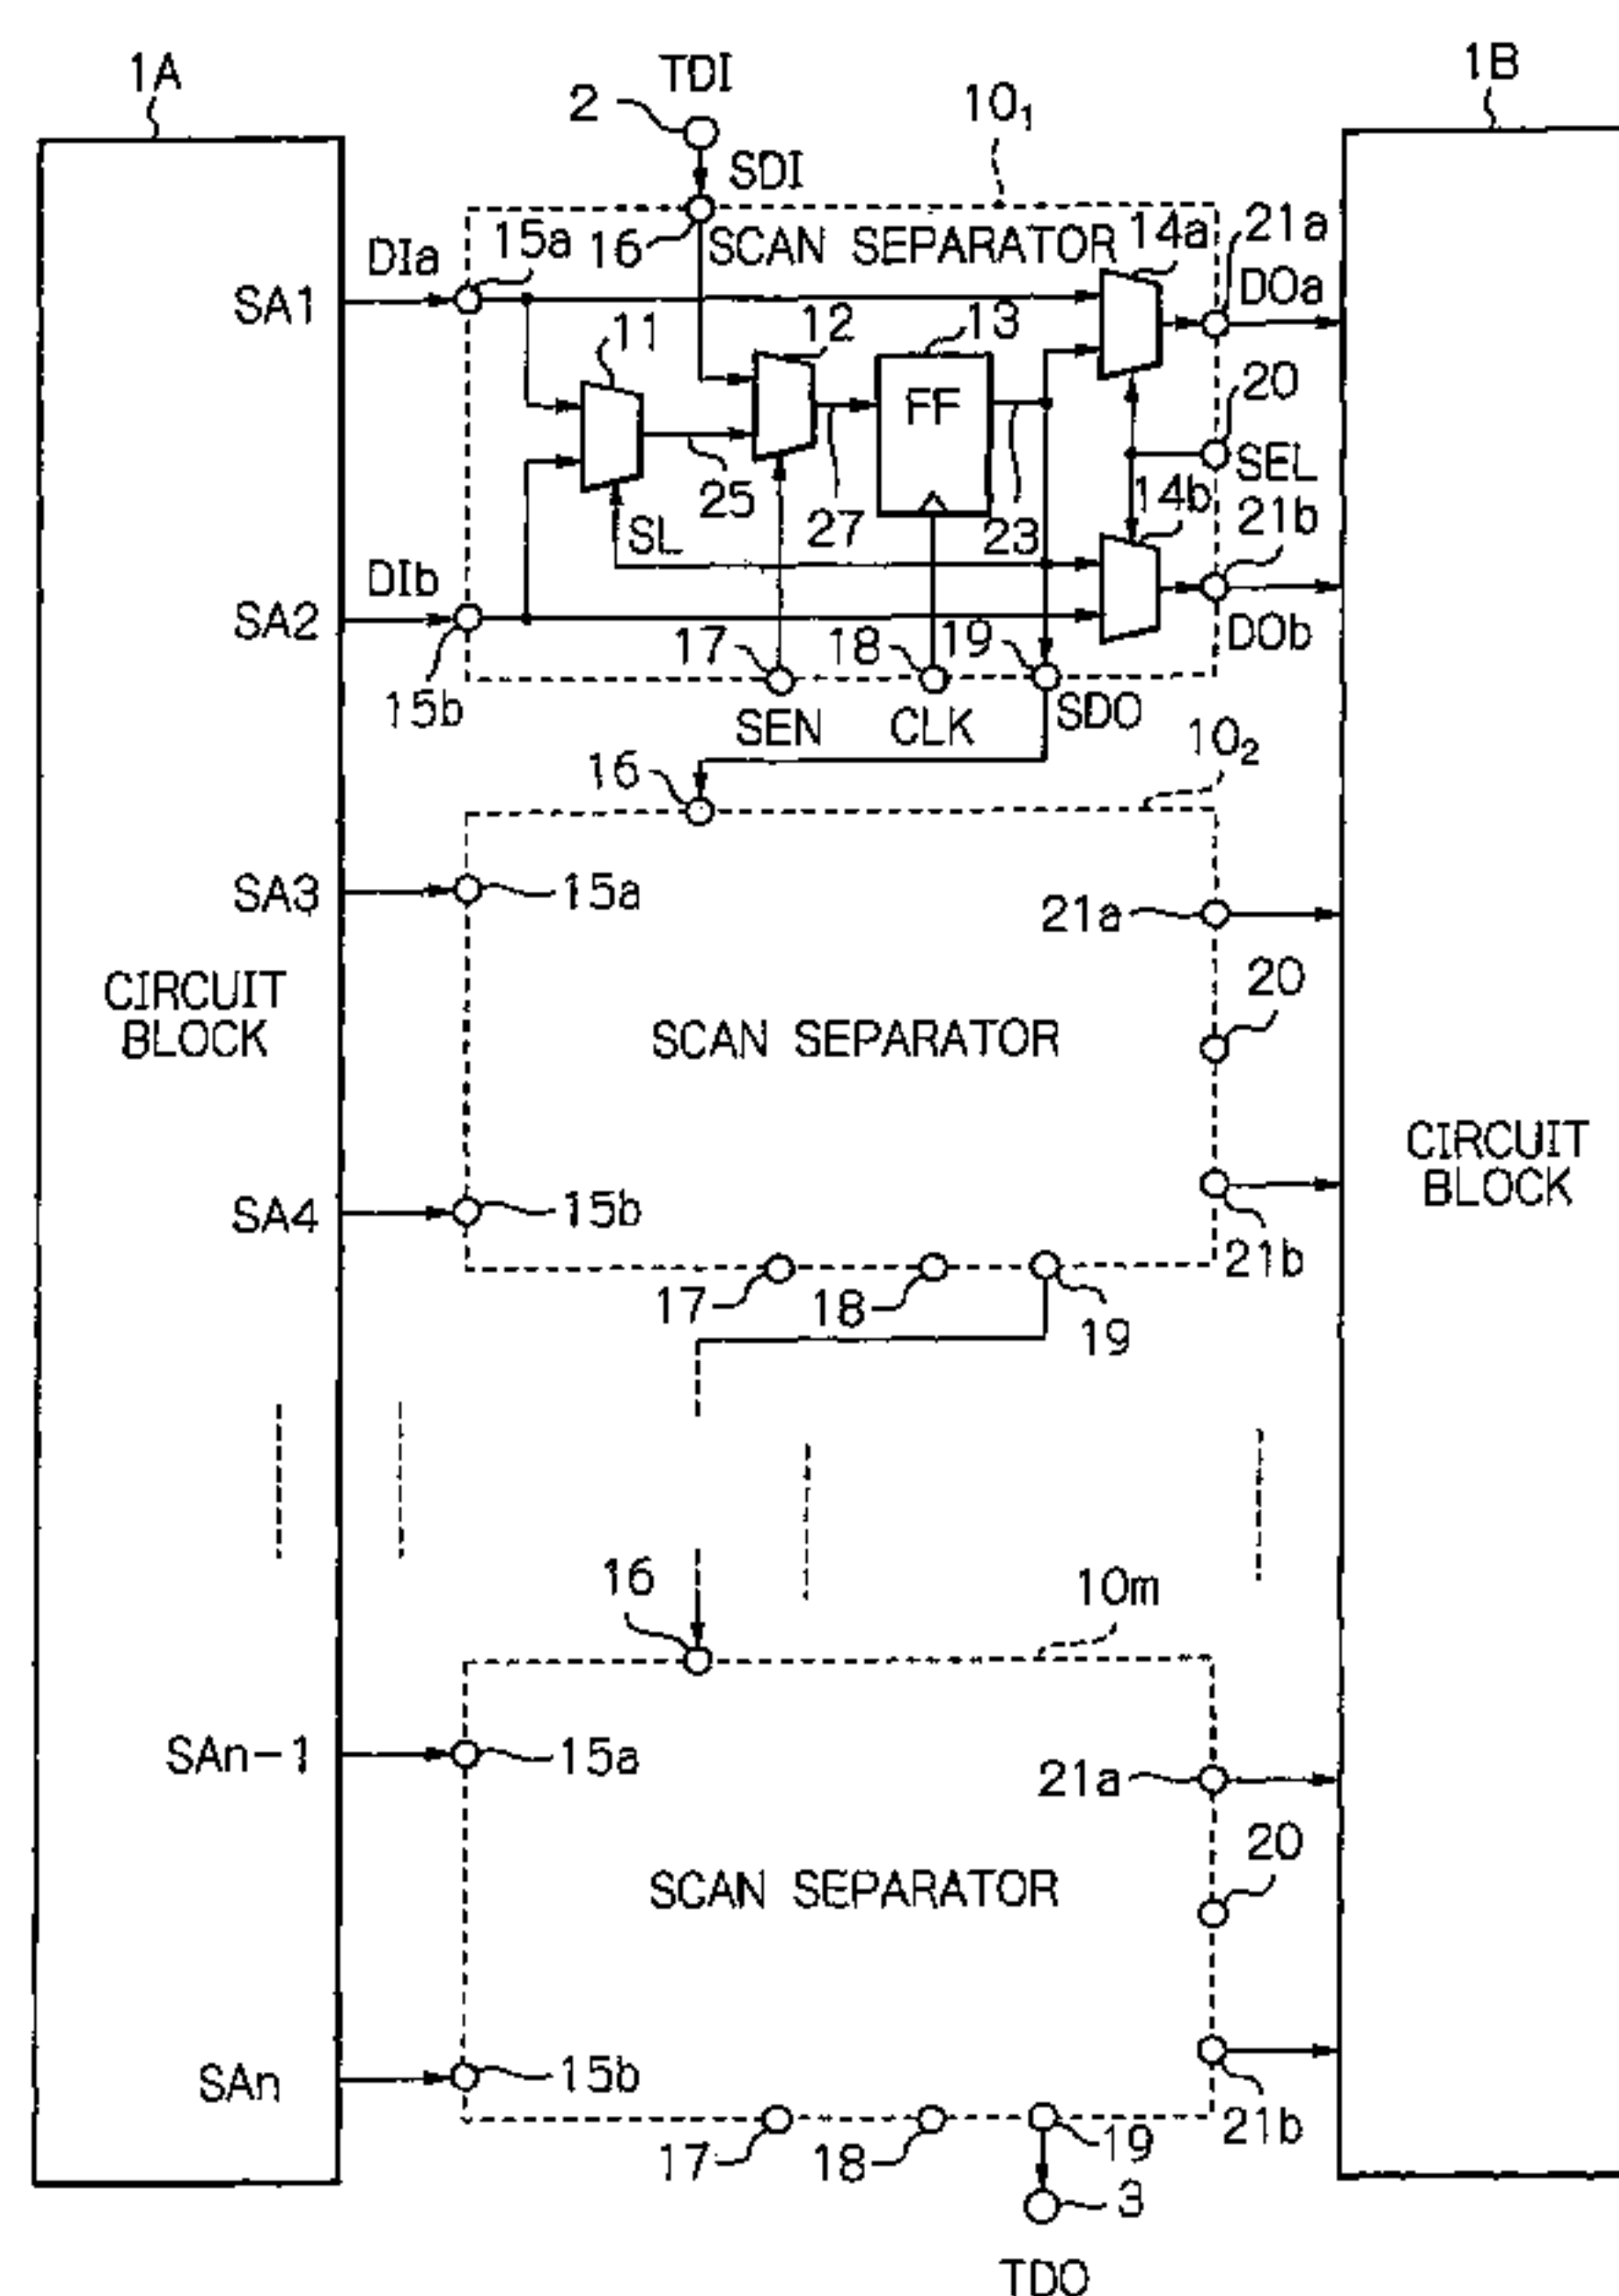 1A
TDI
2
10₁
1B
SDI
15a
16
SCAN SEPARATOR
14a
21a
DIa
DOa
SA1
11
12
13
FF
20
SEL
25
27
23
14b
21b
SL
DIb
SA2
17
18
19
DOb
15b
SEN
CLK
SDO
10₂
16
SA3
15a
21a
20
CIRCUIT
BLOCK
SCAN SEPARATOR
CIRCUIT
BLOCK
SA4
15b
21b
17
18
19
16
10m
SAn-1
15a
21a
20
SCAN SEPARATOR
SAn
15b
21b
17
18
19
3
TDO